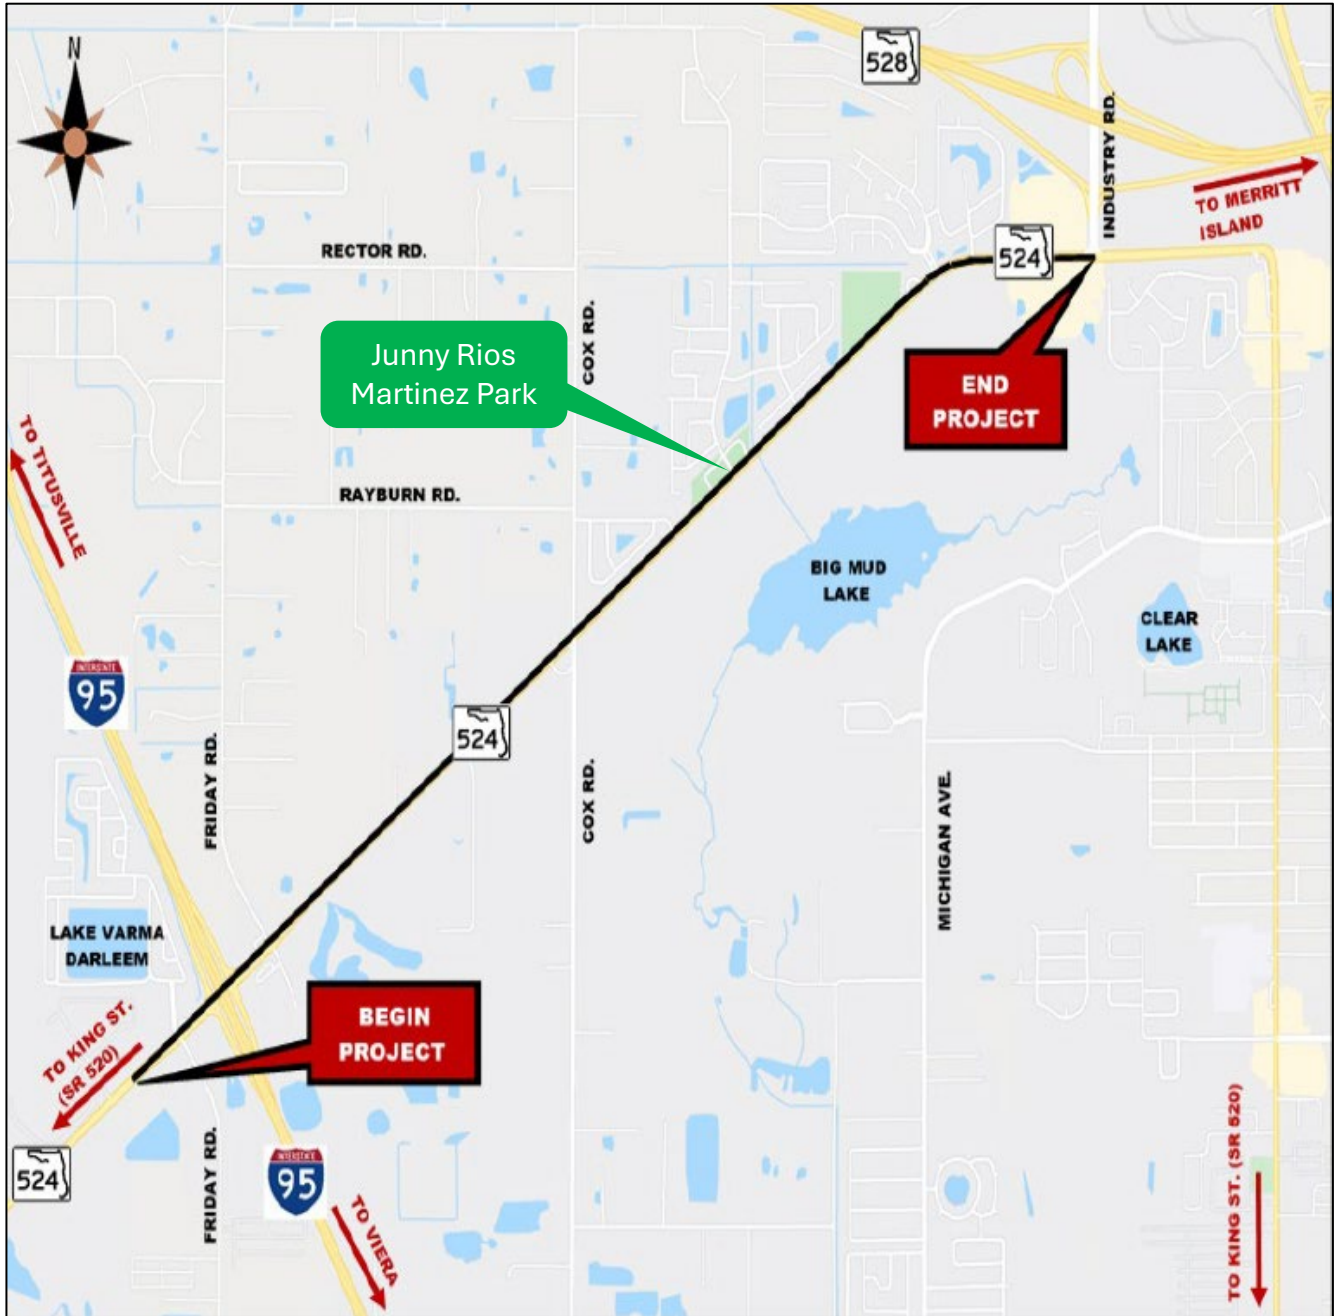 N
528
INDUSTRY RD.
TO MERRITT
ISLAND
RECTOR RD.
524
COX RD.
Junny Rios
Martinez Park
END
PROJECT
TO TITUSVILLE
RAYBURN RD.
BIG MUD
LAKE
CLEAR
LAKE
INTERSTATE
95
524
FRIDAY RD.
COX RD.
MICHIGAN AVE.
LAKE VARMA
DARLEEM
BEGIN
PROJECT
TO KING ST.
(SR 520)
524
FRIDAY RD.
INTERSTATE
95
TO VIERA
TO KING ST. (SR 520)